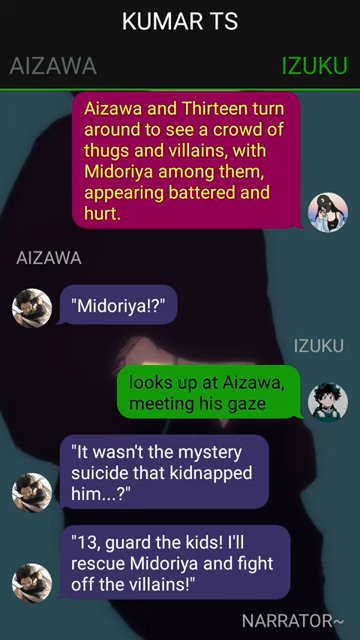 KUMAR TS
AIZAWA
IZUKU
Aizawa and Thirteen turn
around to see a crowd of
thugs and villains, with
Midoriya among them,
appearing battered and
hurt.
AIZAWA
"Midoriya!?"
IZUKU
looks up at Aizawa,
meeting his gaze
"It wasn't the mystery
suicide that kidnapped
him...?"
"13, guard the kids! I'll
rescue Midoriya and fight
off the villains!"
NARRATOR~